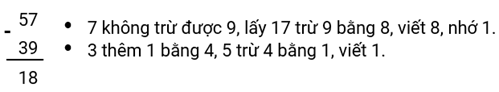 57
- 39
18
• 7 không trừ được 9, lấy 17 trừ 9 bằng 8, viết 8, nhớ 1.
• 3 thêm 1 bằng 4, 5 trừ 4 bằng 1, viết 1.